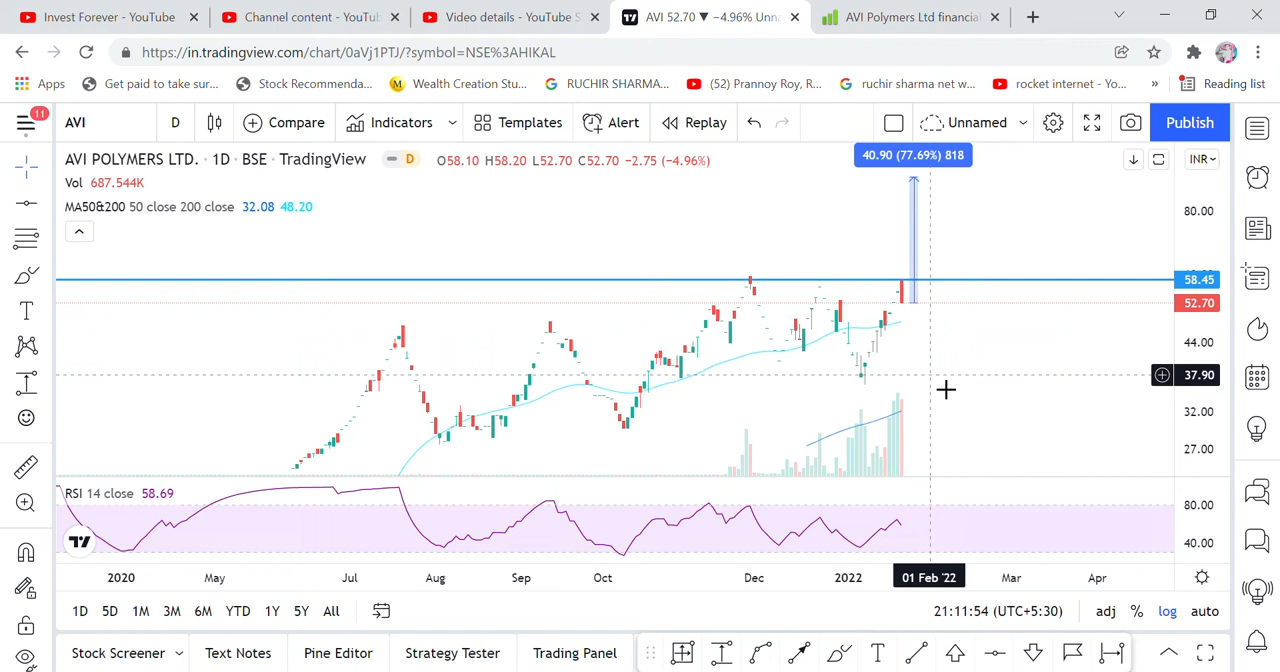 Invest Forever - YouTube
Channel content - YouTub
Video details - YouTube S
AVI 52.70 ▼ −4.96% Unna
AVI Polymers Ltd financial
https://in.tradingview.com/chart/0aVj1PTJ/?symbol=NSE%3AHIKAL
Apps
Get paid to take sur...
Stock Recommenda...
Wealth Creation Stu...
RUCHIR SHARMA...
(52) Prannoy Roy, R...
ruchir sharma net w...
rocket internet - Yo...
»
Reading list
11
AVI
D
Compare
Indicators
Templates
Alert
Replay
Unnamed
Publish
AVI POLYMERS LTD. · 1D · BSE · TradingView
D
O58.10 H58.20 L52.70 C52.70 −2.75 (−4.96%)
40.90 (77.69%) 818
INR
Vol 687.544K
MA50&200 50 close 200 close 32.08 48.20
80.00
58.45
52.70
44.00
37.90
32.00
27.00
RSI 14 close 58.69
80.00
40.00
2020
May
Jul
Aug
Sep
Oct
Dec
2022
01 Feb '22
Mar
Apr
1D 5D 1M 3M 6M YTD 1Y 5Y All
21:11:54 (UTC+5:30)
adj % log auto
Stock Screener
Text Notes
Pine Editor
Strategy Tester
Trading Panel